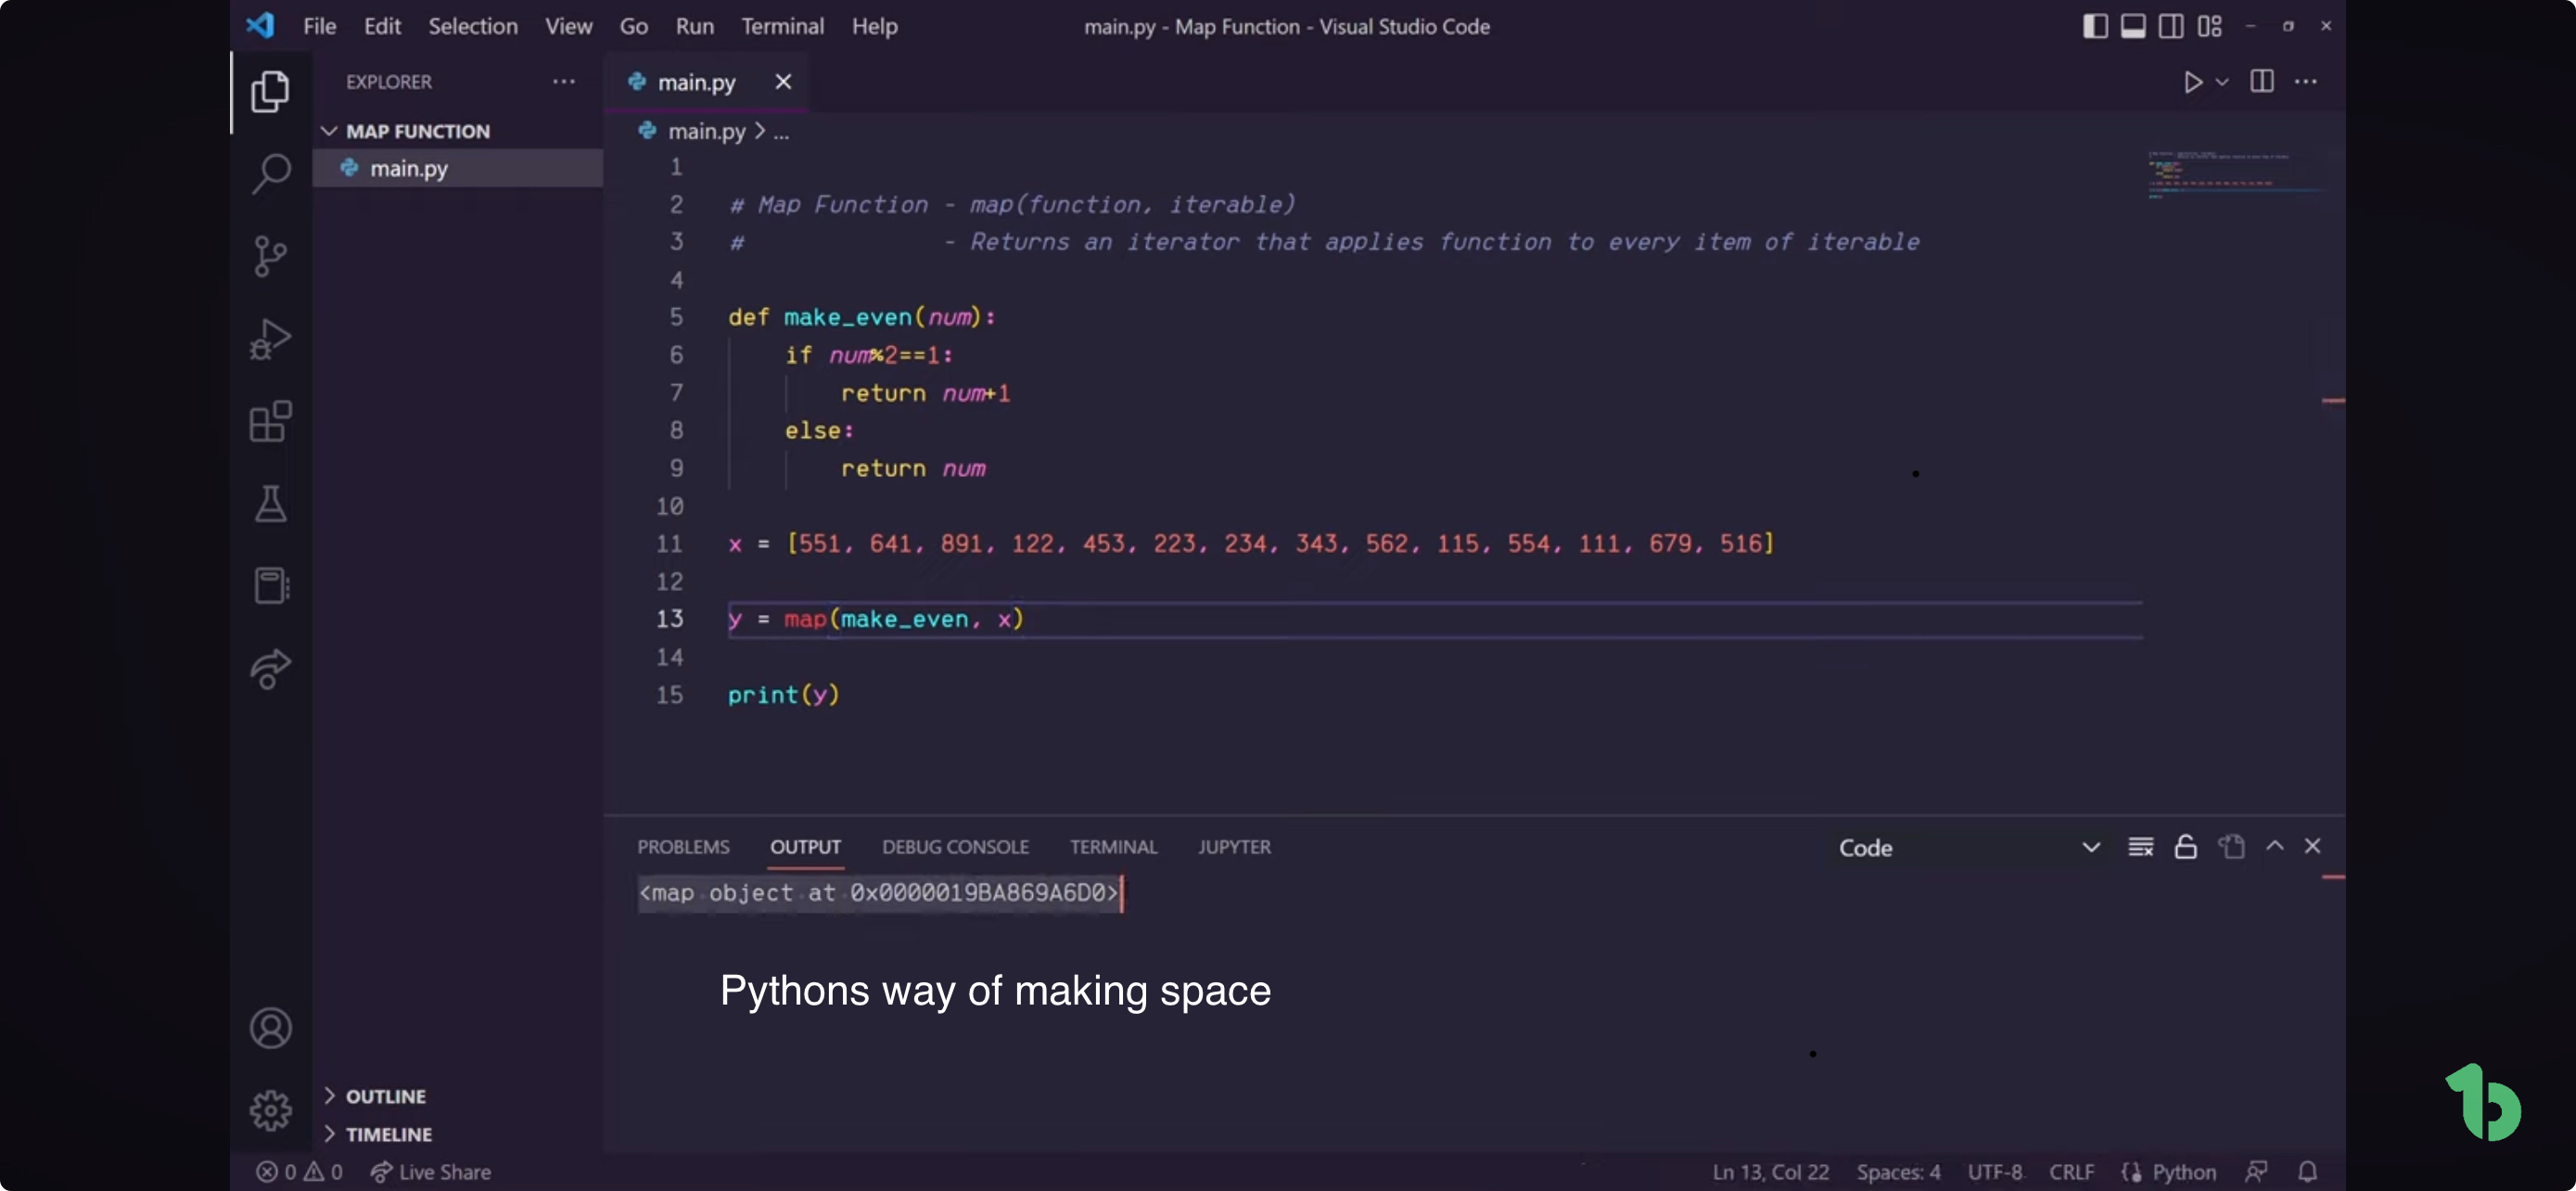 File Edit Selection View Go Run Terminal Help
main.py - Map Function - Visual Studio Code
EXPLORER
MAP FUNCTION
main.py
main.py
main.py > ...
1
2 # Map Function - map(function, iterable)
3 # - Returns an iterator that applies function to every item of iterable
4
5 def make_even(num):
6 if num%2==1:
7 return num+1
8 else:
9 return num
10
11 x = [551, 641, 891, 122, 453, 223, 234, 343, 562, 115, 554, 111, 679, 516]
12
13 y = map(make_even, x)
14
15 print(y)
PROBLEMS OUTPUT DEBUG CONSOLE TERMINAL JUPYTER
Code
<map object at 0x0000019BA869A6D0>
Pythons way of making space
OUTLINE
TIMELINE
0 0 Live Share
Ln 13, Col 22 Spaces: 4 UTF-8 CRLF Python
1b